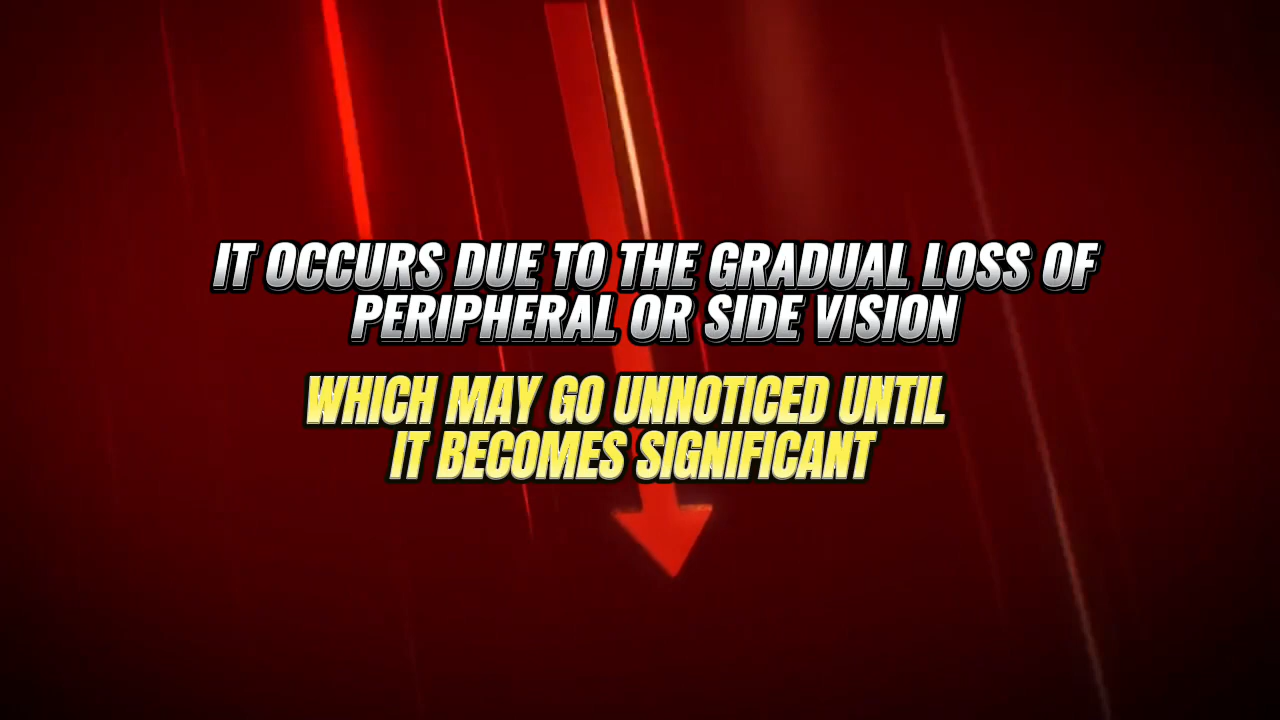 IT OCCURS DUE TO THE GRADUAL LOSS OF
PERIPHERAL OR SIDE VISION
WHICH MAY GO UNNOTICED UNTIL
IT BECOMES SIGNIFICANT